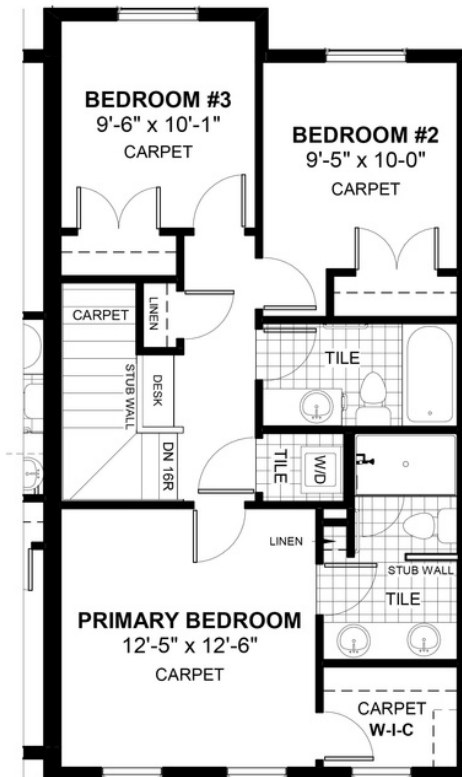 BEDROOM #3
9'-6" x 10'-1"
CARPET
BEDROOM #2
9'-5" x 10-0"
CARPET
CARPET
LINEN
STUB WALL
DESK
TILE
DN 16R
TILE
W/D
LINEN
STUB WALL
TILE
PRIMARY BEDROOM
12'-5" x 12'-6"
CARPET
CARPET
W-I-C